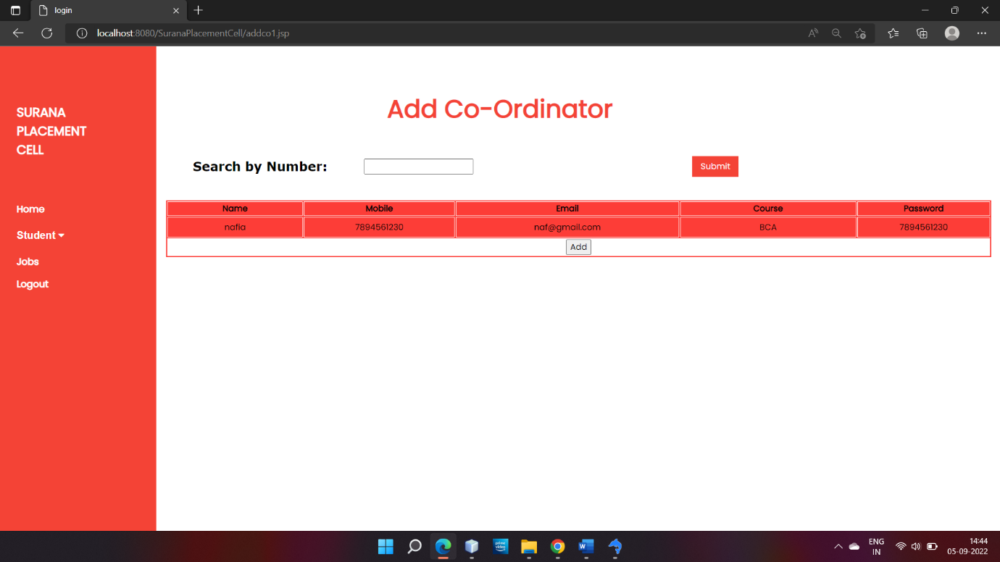 login
localhost:8080/SuranaPlacementCell/addco1.jsp
SURANA
PLACEMENT
CELL
Home
Student
Jobs
Logout
Add Co-Ordinator
Search by Number:
Submit
Name Mobile Email Course Password
nafia 7894561230 naf@gmail.com BCA 7894561230
Add
prime video
W
ENG
IN
14:44
05-09-2022